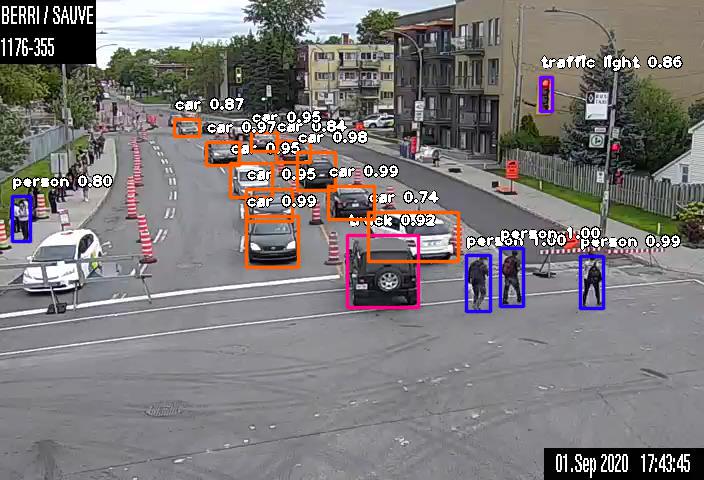 BERRI / SAUVE
1176-355
traffic light 0.86
car 0.87
car 0.95
car 0.97
car 0.84
car 0.98
car 0.95
car 0.95
car 0.99
person 0.80
car 0.99
car 0.74
truck 0.92
person 1.00
person 1.00
person 0.99
BUS
TAXI
01.Sep 2020 17:43:45